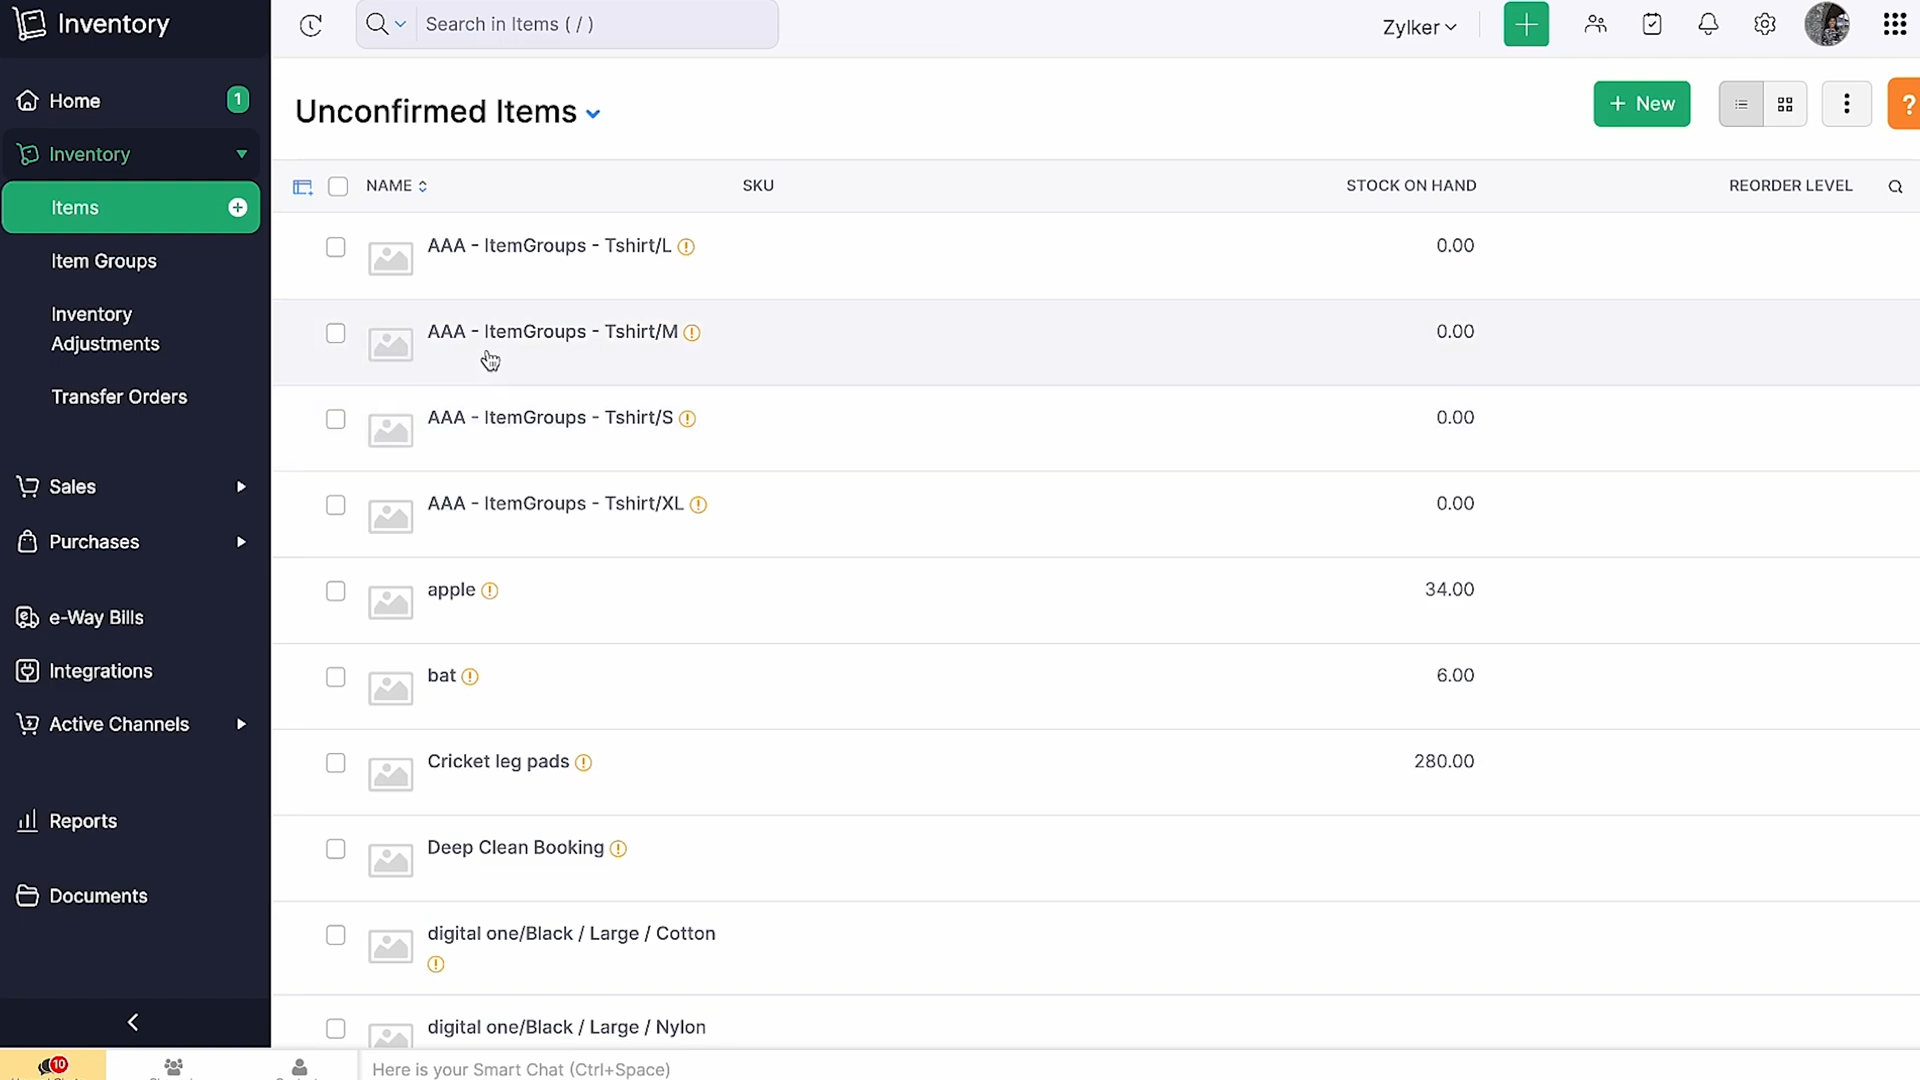 Inventory
Search in Items ( / )
Zylker
Home
1
Inventory
Items
Item Groups
Inventory
Adjustments
Transfer Orders
Sales
Purchases
e-Way Bills
Integrations
Active Channels
Reports
Documents
Unconfirmed Items
+ New
?
NAME SKU STOCK ON HAND REORDER LEVEL
AAA - ItemGroups - Tshirt/L 0.00
AAA - ItemGroups - Tshirt/M 0.00
AAA - ItemGroups - Tshirt/S 0.00
AAA - ItemGroups - Tshirt/XL 0.00
apple 34.00
bat 6.00
Cricket leg pads 280.00
Deep Clean Booking
digital one/Black / Large / Cotton
digital one/Black / Large / Nylon
10
Here is your Smart Chat (Ctrl+Space)